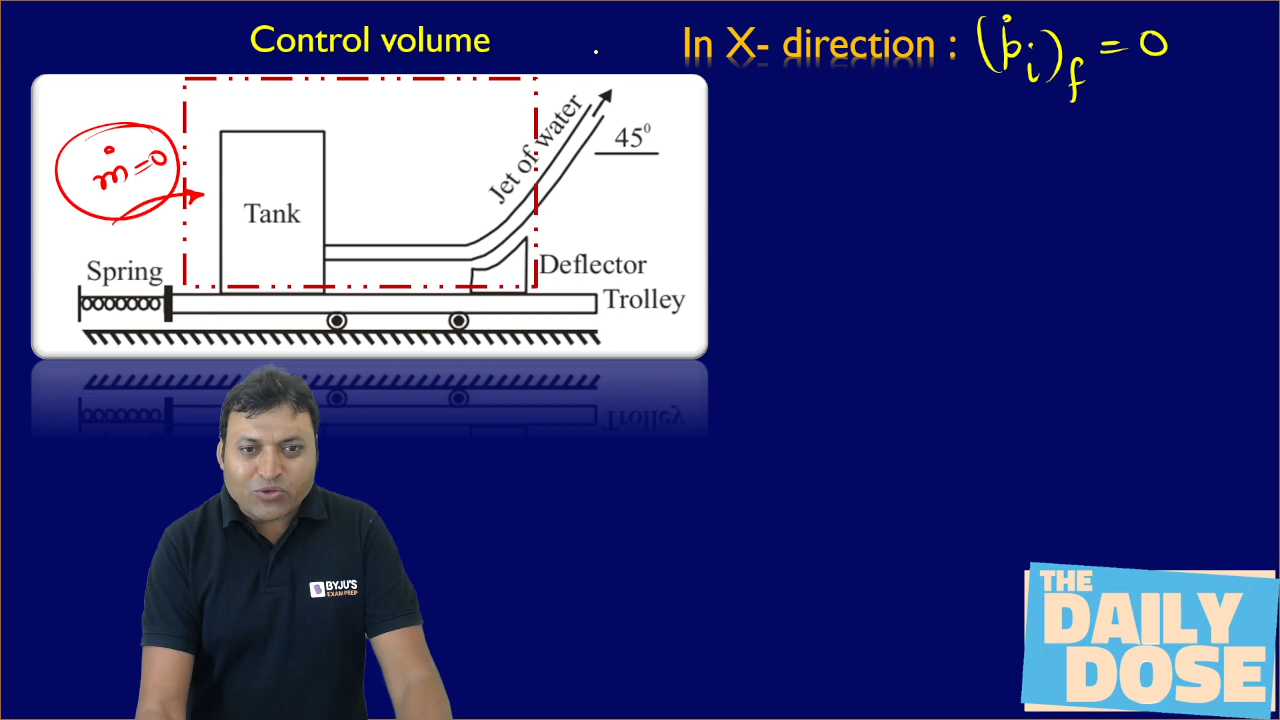 Control volume
In X- direction : (ṗi)f = 0
ṁ = 0
Jet of water
45⁰
Tank
Spring
Deflector
Trolley
BYJU'S
EXAM PREP
THE
DAILY
DOSE